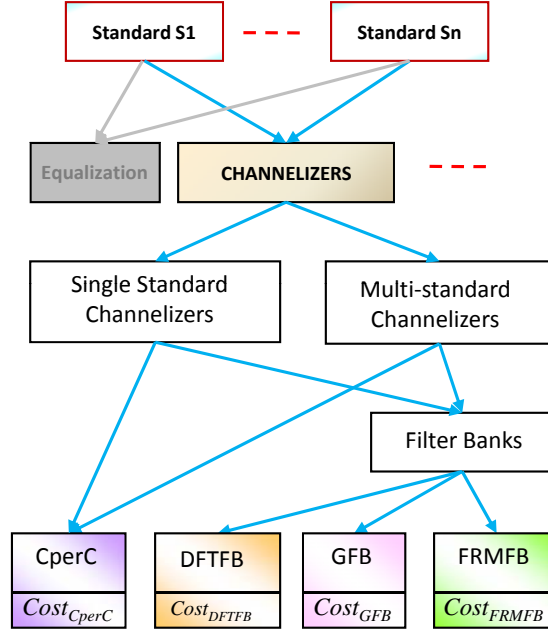 Standard S1
Standard Sn
Equalization
CHANNELIZERS
Single Standard
Channelizers
Multi-standard
Channelizers
Filter Banks
CperC
DFTFB
GFB
FRMFB
Cost_CperC
Cost_DFTFB
Cost_GFB
Cost_FRMFB